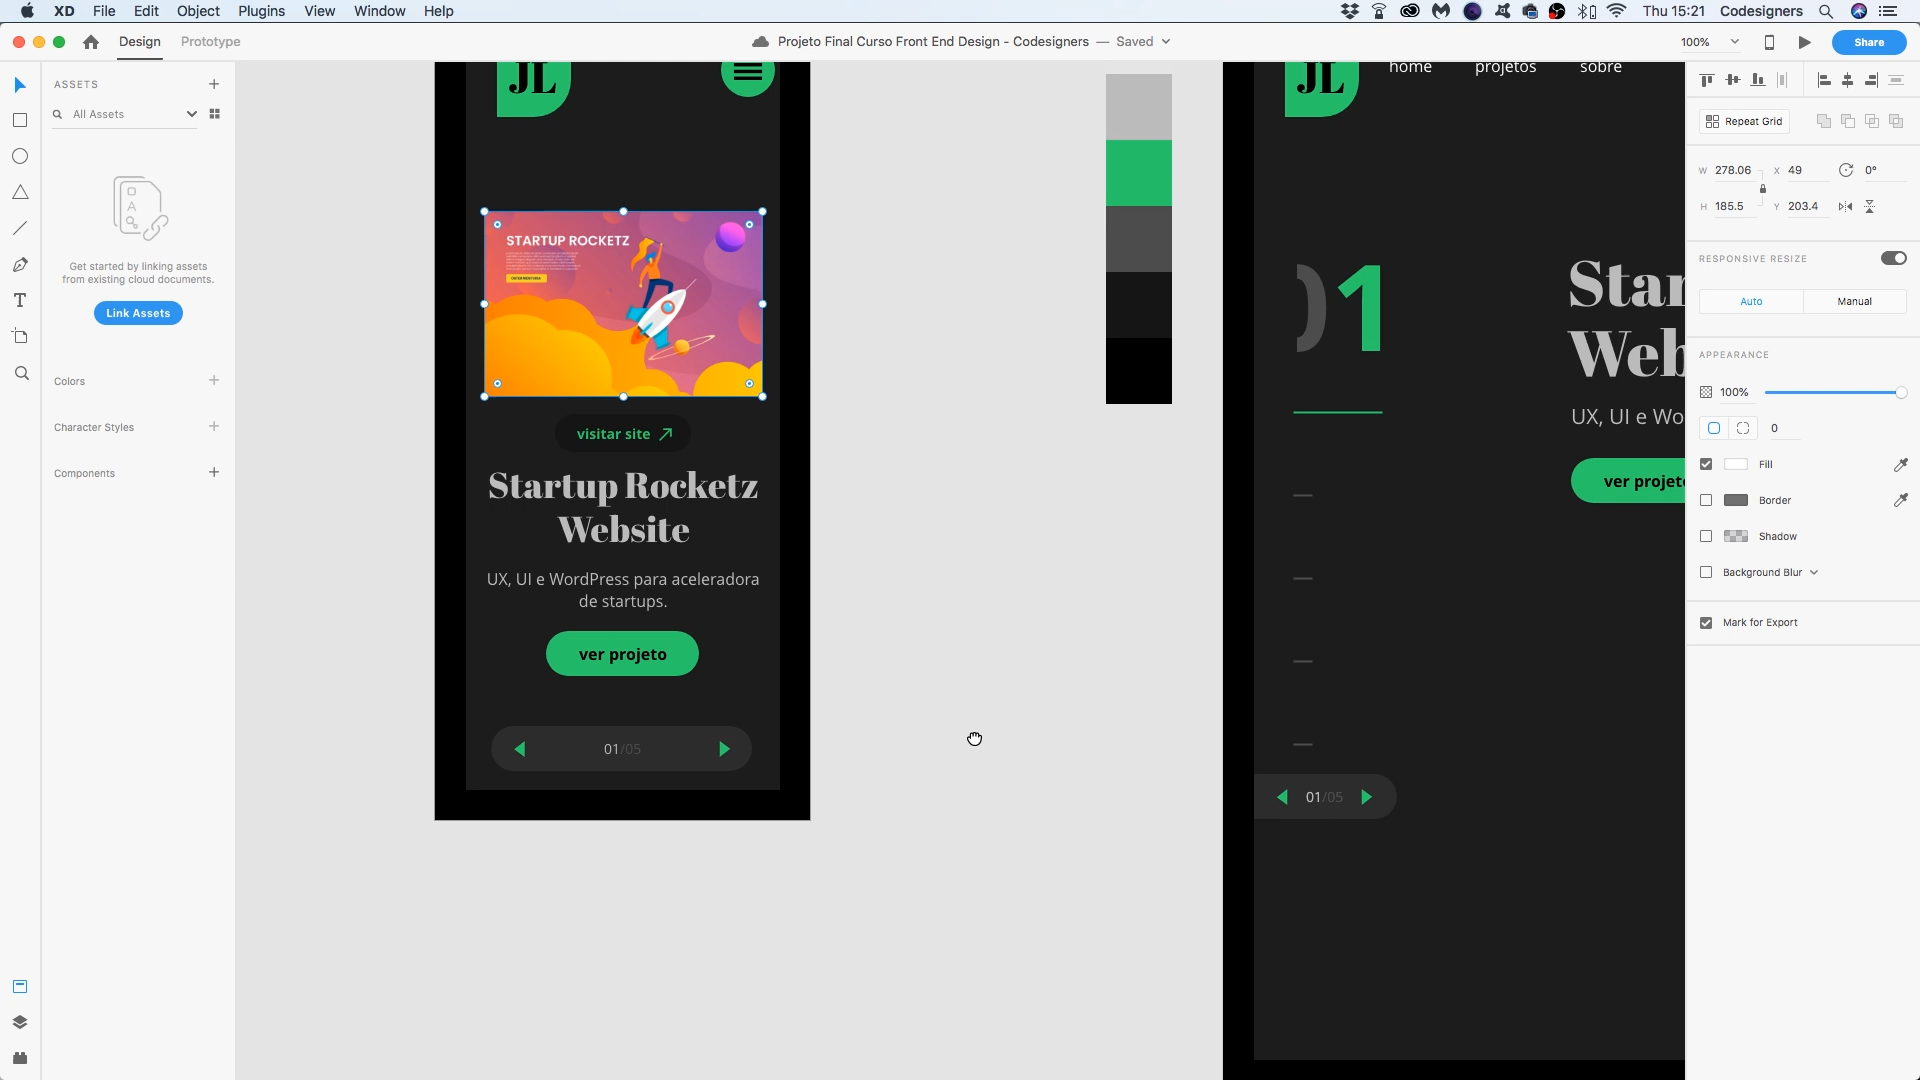 XD File Edit Object Plugins View Window Help
Thu 15:21 Codesigners
Design Prototype
Projeto Final Curso Front End Design - Codesigners — Saved
100%
Share
ASSETS
All Assets
Get started by linking assets
from existing cloud documents.
Link Assets
Colors
Character Styles
Components
JL
STARTUP ROCKETZ
visitar site
Startup Rocketz
Website
UX, UI e WordPress para aceleradora
de startups.
ver projeto
01/05
JL
home projetos sobre
01
Star
Web
UX, UI e Wo
ver projeto
01/05
Repeat Grid
W 278.06 X 49 0°
H 185.5 Y 203.4
RESPONSIVE RESIZE
Auto Manual
APPEARANCE
100%
0
Fill
Border
Shadow
Background Blur
Mark for Export